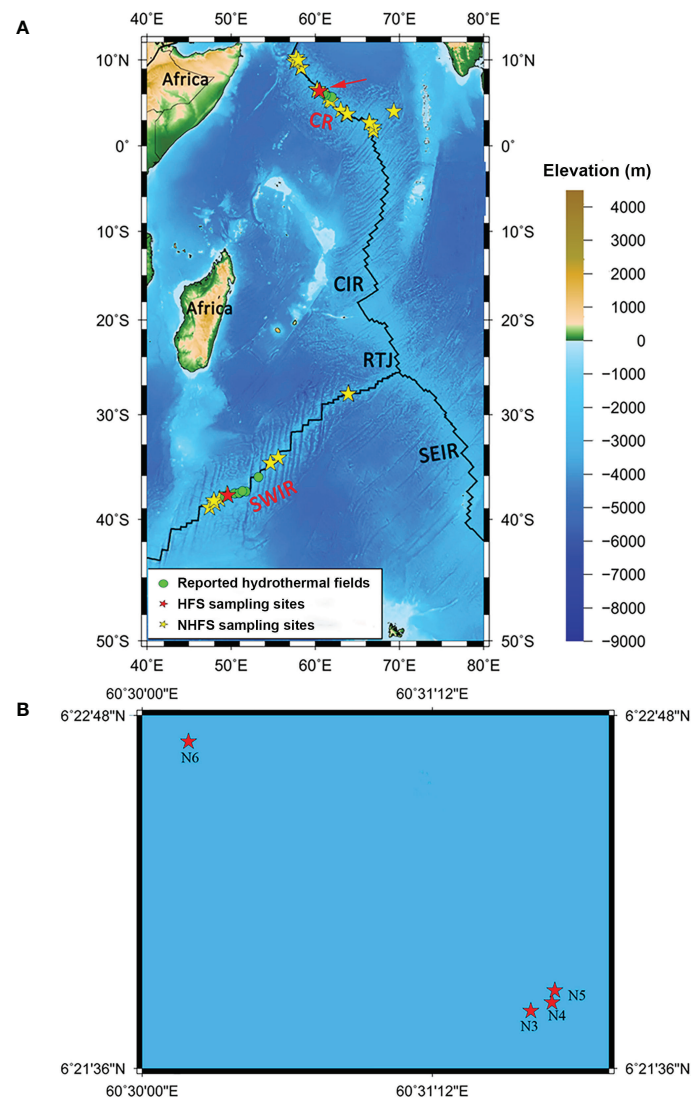 A
40°E 50°E 60°E 70°E 80°E
10°N 10°N
Africa
CR
0° 0°
Elevation (m)
4000
3000
2000
1000
0
−1000
−2000
−3000
−4000
−5000
−6000
−7000
−8000
−9000
10°S 10°S
CIR
Africa
20°S 20°S
RTJ
30°S 30°S
SEIR
SWIR
40°S 40°S
Reported hydrothermal fields
HFS sampling sites
NHFS sampling sites
50°S 50°S
40°E 50°E 60°E 70°E 80°E
B
60°30'00"E 60°31'12"E
6°22'48"N 6°22'48"N
N6
N5
N4
N3
6°21'36"N 6°21'36"N
60°30'00"E 60°31'12"E